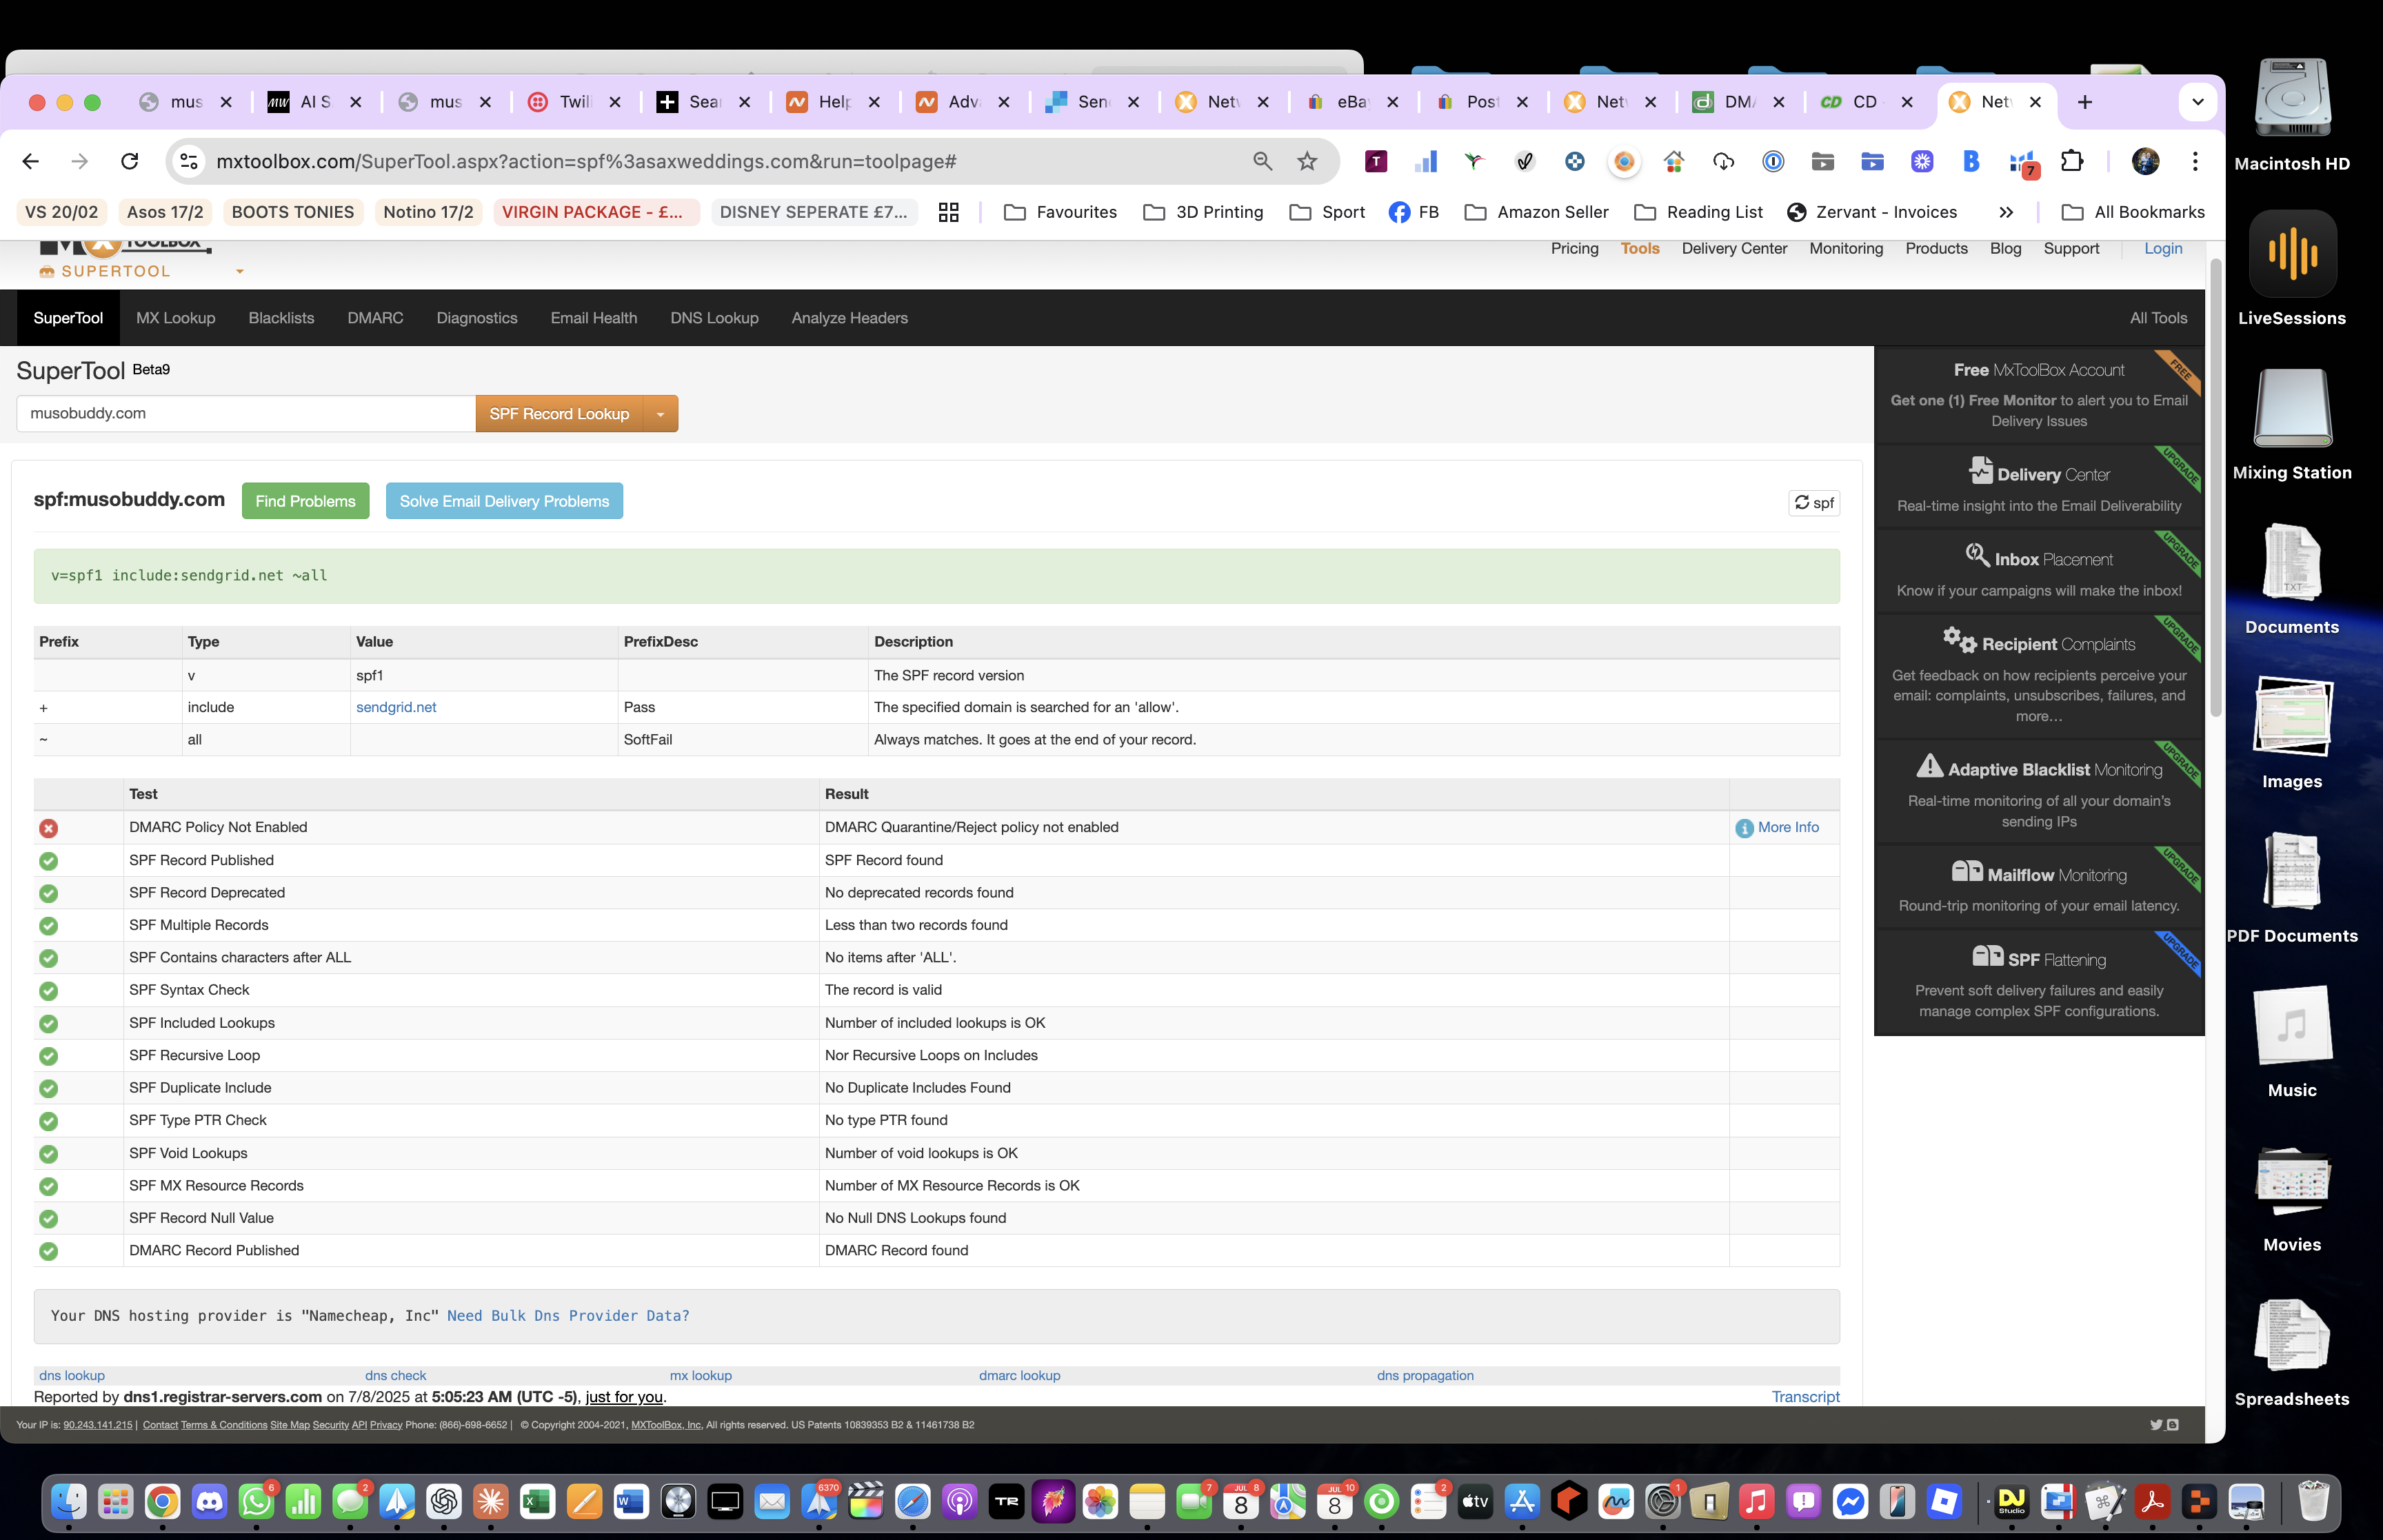 mus
AI S
mus
Twil
Sear
Help
Adv
Sen
Net
eBa
Post
Net
DMA
CD
Net
mxtoolbox.com/SuperTool.aspx?action=spf%3asaxweddings.com&run=toolpage#
7
VS 20/02
Asos 17/2
BOOTS TONIES
Notino 17/2
VIRGIN PACKAGE - £...
DISNEY SEPERATE £7...
Favourites
3D Printing
Sport
FB
Amazon Seller
Reading List
Zervant - Invoices
All Bookmarks
TOOLBOX
SUPERTOOL
Pricing
Tools
Delivery Center
Monitoring
Products
Blog
Support
Login
SuperTool
MX Lookup
Blacklists
DMARC
Diagnostics
Email Health
DNS Lookup
Analyze Headers
All Tools
SuperTool Beta9
musobuddy.com
SPF Record Lookup
spf:musobuddy.com
Find Problems
Solve Email Delivery Problems
spf
v=spf1 include:sendgrid.net ~all
Prefix Type Value PrefixDesc Description
v spf1 The SPF record version
+ include sendgrid.net Pass The specified domain is searched for an 'allow'.
~ all SoftFail Always matches. It goes at the end of your record.
Test Result
DMARC Policy Not Enabled DMARC Quarantine/Reject policy not enabled More Info
SPF Record Published SPF Record found
SPF Record Deprecated No deprecated records found
SPF Multiple Records Less than two records found
SPF Contains characters after ALL No items after 'ALL'.
SPF Syntax Check The record is valid
SPF Included Lookups Number of included lookups is OK
SPF Recursive Loop Nor Recursive Loops on Includes
SPF Duplicate Include No Duplicate Includes Found
SPF Type PTR Check No type PTR found
SPF Void Lookups Number of void lookups is OK
SPF MX Resource Records Number of MX Resource Records is OK
SPF Record Null Value No Null DNS Lookups found
DMARC Record Published DMARC Record found
Your DNS hosting provider is "Namecheap, Inc" Need Bulk Dns Provider Data?
dns lookup dns check mx lookup dmarc lookup dns propagation
Reported by dns1.registrar-servers.com on 7/8/2025 at 5:05:23 AM (UTC -5), just for you.
Transcript
FREE
Free MxToolBox Account
Get one (1) Free Monitor to alert you to Email
Delivery Issues
UPGRADE
Delivery Center
Real-time insight into the Email Deliverability
UPGRADE
Inbox Placement
Know if your campaigns will make the inbox!
UPGRADE
Recipient Complaints
Get feedback on how recipients perceive your
email: complaints, unsubscribes, failures, and
more…
UPGRADE
Adaptive Blacklist Monitoring
Real-time monitoring of all your domain's
sending IPs
UPGRADE
Mailflow Monitoring
Round-trip monitoring of your email latency.
UPGRADE
SPF Flattening
Prevent soft delivery failures and easily
manage complex SPF configurations.
Your IP is: 90.243.141.215 | Contact Terms & Conditions Site Map Security API Privacy Phone: (866)-698-6652 | © Copyright 2004-2021, MXToolBox, Inc, All rights reserved. US Patents 10839353 B2 & 11461738 B2
Macintosh HD
LiveSessions
Mixing Station
TXT
Documents
Images
PDF Documents
Music
Movies
Spreadsheets
6
2
6370
TR
7
JUL 8
8
JUL 10
8
2
tv
1
DJ
Studio